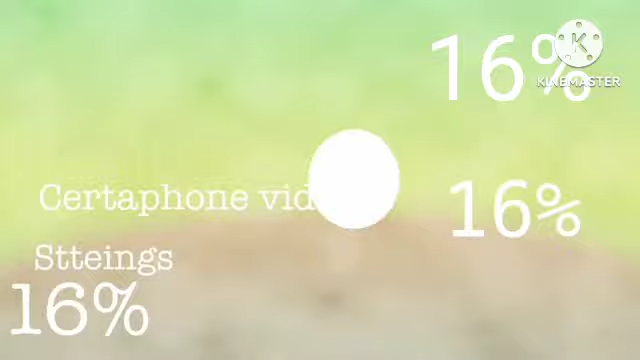 16%
KINEMASTER
Certaphone vid
16%
Stteings
16%